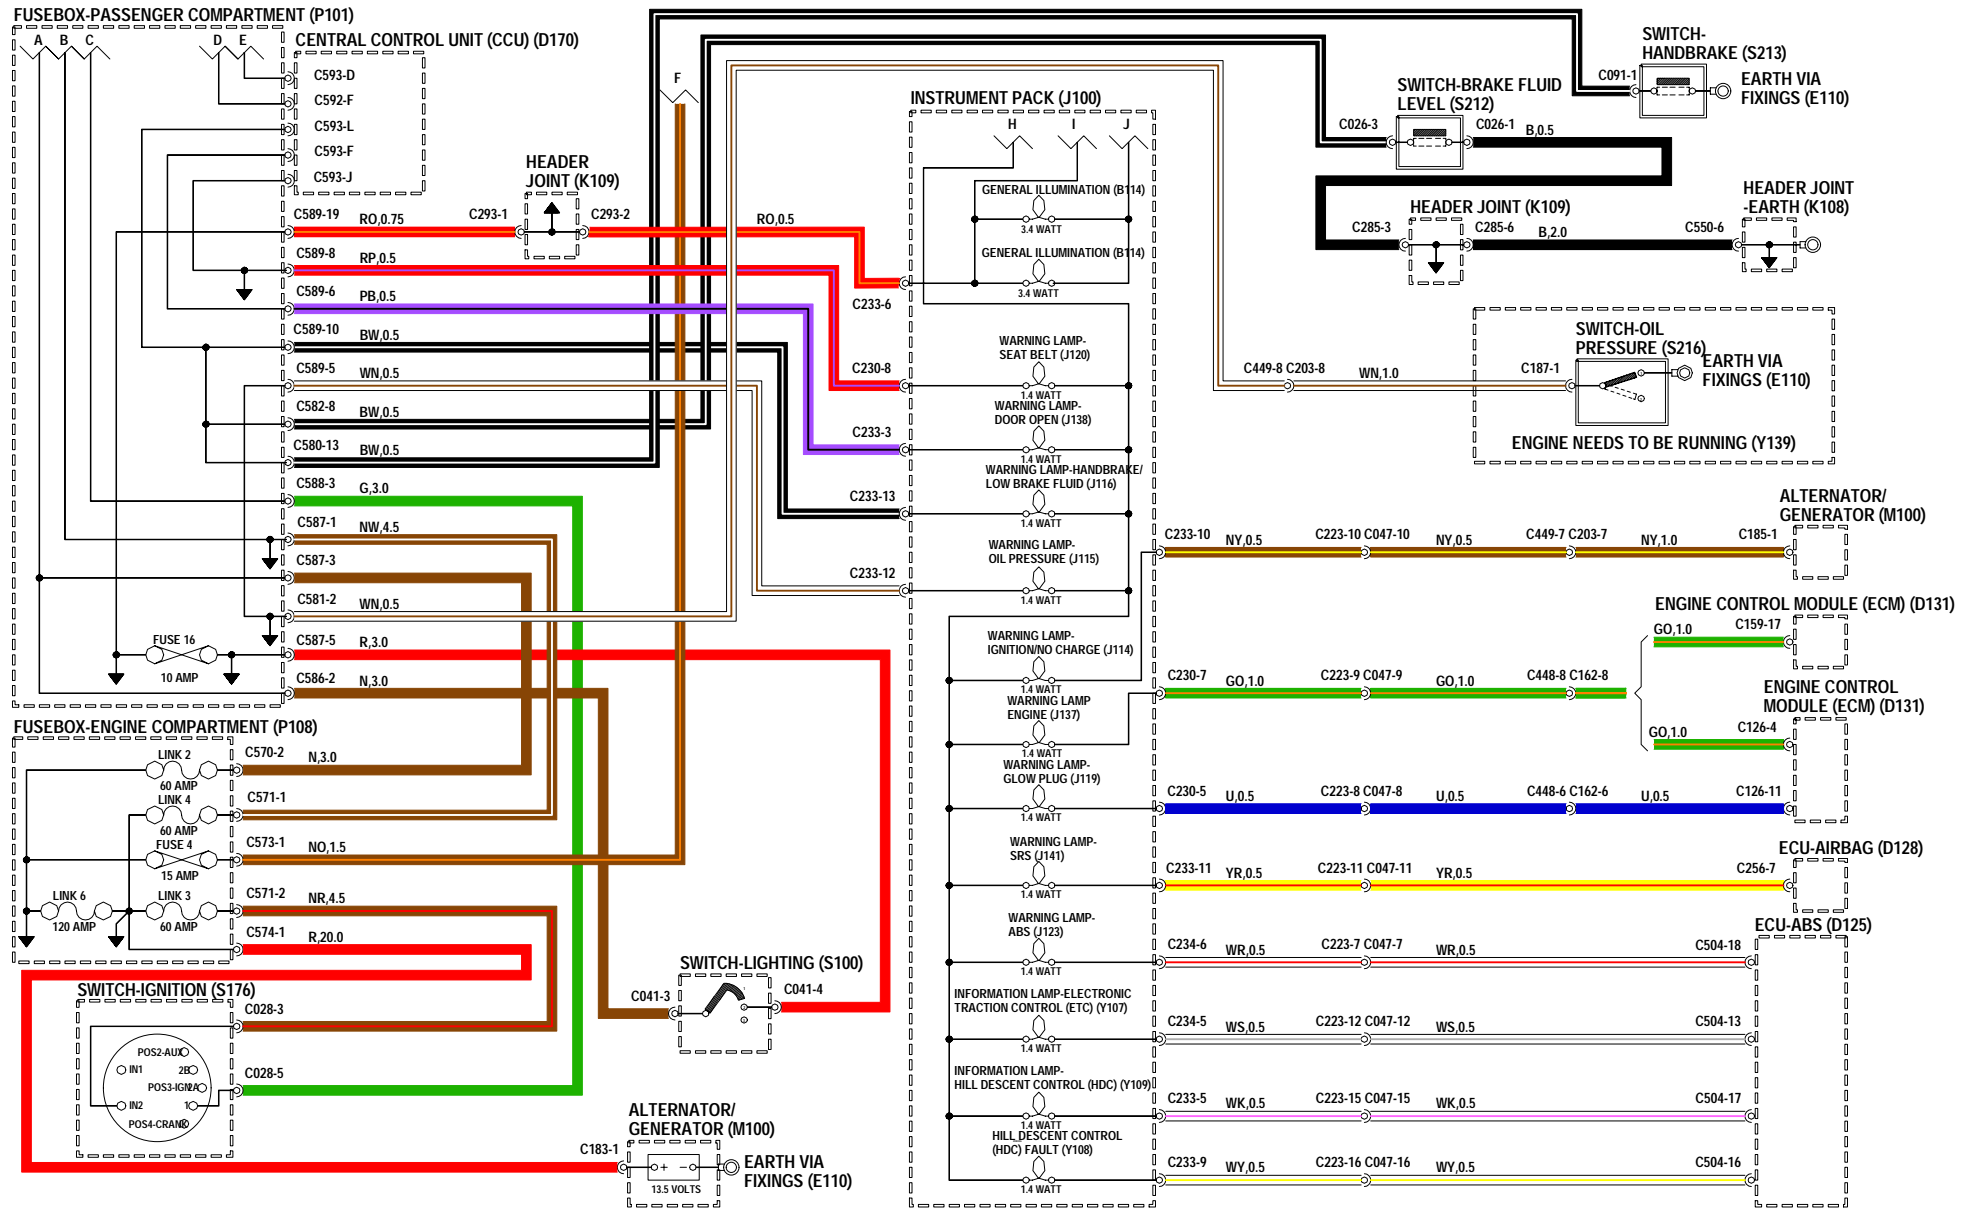 FUSEBOX-PASSENGER COMPARTMENT (P101)
A B C D E
CENTRAL CONTROL UNIT (CCU) (D170)
C593-D
C592-F
C593-L
C593-F
C593-J
C589-19 RO,0.75 C293-1
HEADER
JOINT (K109)
C293-2 RO,0.5
C589-8 RP,0.5
C589-6 PB,0.5
C589-10 BW,0.5
C589-5 WN,0.5
C582-8 BW,0.5
C580-13 BW,0.5
C588-3 G,3.0
C587-1 NW,4.5
C587-3
C581-2 WN,0.5
C587-5 R,3.0
C586-2 N,3.0
FUSE 16
10 AMP
F
FUSEBOX-ENGINE COMPARTMENT (P108)
LINK 2
60 AMP
C570-2 N,3.0
LINK 4
60 AMP
C571-1
FUSE 4
15 AMP
C573-1 NO,1.5
LINK 6
120 AMP
LINK 3
60 AMP
C571-2 NR,4.5
C574-1 R,20.0
SWITCH-IGNITION (S176)
C028-3
POS2-AUX
IN1
2B
POS3-IGN
2A
IN2
1
POS4-CRANK
C028-5
SWITCH-LIGHTING (S100)
C041-3
C041-4
ALTERNATOR/
GENERATOR (M100)
C183-1
+ -
13.5 VOLTS
EARTH VIA
FIXINGS (E110)
INSTRUMENT PACK (J100)
H I J
GENERAL ILLUMINATION (B114)
3.4 WATT
GENERAL ILLUMINATION (B114)
3.4 WATT
C233-6
WARNING LAMP-
SEAT BELT (J120)
C230-8
1.4 WATT
WARNING LAMP-
DOOR OPEN (J138)
C233-3
1.4 WATT
WARNING LAMP-HANDBRAKE/
LOW BRAKE FLUID (J116)
C233-13
1.4 WATT
WARNING LAMP-
OIL PRESSURE (J115)
C233-12
1.4 WATT
WARNING LAMP-
IGNITION/NO CHARGE (J114)
1.4 WATT
WARNING LAMP
ENGINE (J137)
1.4 WATT
WARNING LAMP-
GLOW PLUG (J119)
1.4 WATT
WARNING LAMP-
SRS (J141)
1.4 WATT
WARNING LAMP-
ABS (J123)
1.4 WATT
INFORMATION LAMP-ELECTRONIC
TRACTION CONTROL (ETC) (Y107)
1.4 WATT
INFORMATION LAMP-
HILL DESCENT CONTROL (HDC) (Y109)
1.4 WATT
HILL DESCENT CONTROL
(HDC) FAULT (Y108)
1.4 WATT
SWITCH-
HANDBRAKE (S213)
C091-1
EARTH VIA
FIXINGS (E110)
SWITCH-BRAKE FLUID
LEVEL (S212)
C026-3
C026-1 B,0.5
HEADER JOINT (K109)
C285-3
C285-6 B,2.0 C550-6
HEADER JOINT
-EARTH (K108)
SWITCH-OIL
PRESSURE (S216)
C449-8 C203-8 WN,1.0 C187-1
EARTH VIA
FIXINGS (E110)
ENGINE NEEDS TO BE RUNNING (Y139)
ALTERNATOR/
GENERATOR (M100)
C233-10 NY,0.5 C223-10 C047-10 NY,0.5 C449-7 C203-7 NY,1.0 C185-1
ENGINE CONTROL MODULE (ECM) (D131)
GO,1.0 C159-17
C230-7 GO,1.0 C223-9 C047-9 GO,1.0 C448-8 C162-8
ENGINE CONTROL
MODULE (ECM) (D131)
GO,1.0 C126-4
C230-5 U,0.5 C223-8 C047-8 U,0.5 C448-6 C162-6 U,0.5 C126-11
ECU-AIRBAG (D128)
C233-11 YR,0.5 C223-11 C047-11 YR,0.5 C256-7
ECU-ABS (D125)
C234-6 WR,0.5 C223-7 C047-7 WR,0.5 C504-18
C234-5 WS,0.5 C223-12 C047-12 WS,0.5 C504-13
C233-5 WK,0.5 C223-15 C047-15 WK,0.5 C504-17
C233-9 WY,0.5 C223-16 C047-16 WY,0.5 C504-16